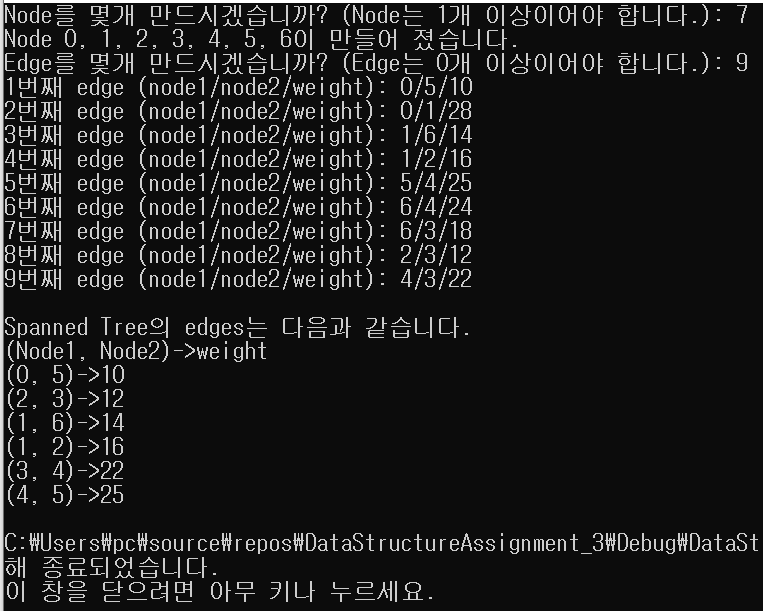 Node를 몇개 만드시겠습니까? (Node는 1개 이상이어야 합니다.): 7
Node 0, 1, 2, 3, 4, 5, 6이 만들어 졌습니다.
Edge를 몇개 만드시겠습니까? (Edge는 0개 이상이어야 합니다.): 9
1번째 edge (node1/node2/weight): 0/5/10
2번째 edge (node1/node2/weight): 0/1/28
3번째 edge (node1/node2/weight): 1/6/14
4번째 edge (node1/node2/weight): 1/2/16
5번째 edge (node1/node2/weight): 5/4/25
6번째 edge (node1/node2/weight): 6/4/24
7번째 edge (node1/node2/weight): 6/3/18
8번째 edge (node1/node2/weight): 2/3/12
9번째 edge (node1/node2/weight): 4/3/22
Spanned Tree의 edges는 다음과 같습니다.
(Node1, Node2)->weight
(0, 5)->10
(2, 3)->12
(1, 6)->14
(1, 2)->16
(3, 4)->22
(4, 5)->25
C:₩Users₩pc₩source₩repos₩DataStructureAssignment_3₩Debug₩DataSt
해 종료되었습니다.
이 창을 닫으려면 아무 키나 누르세요.